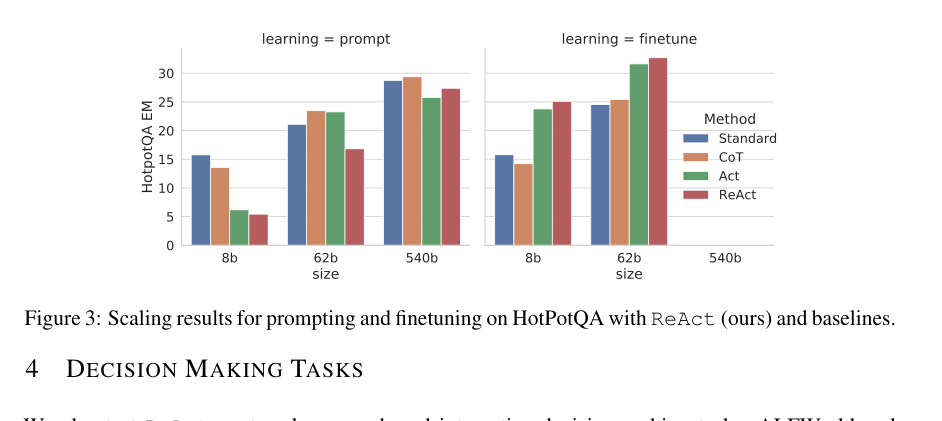 learning = prompt
learning = finetune
HotpotQA EM
30
25
20
15
10
5
0
8b
62b
540b
size
8b
62b
540b
size
Method
Standard
CoT
Act
ReAct
Figure 3: Scaling results for prompting and finetuning on HotPotQA with ReAct (ours) and baselines.
4 DECISION MAKING TASKS